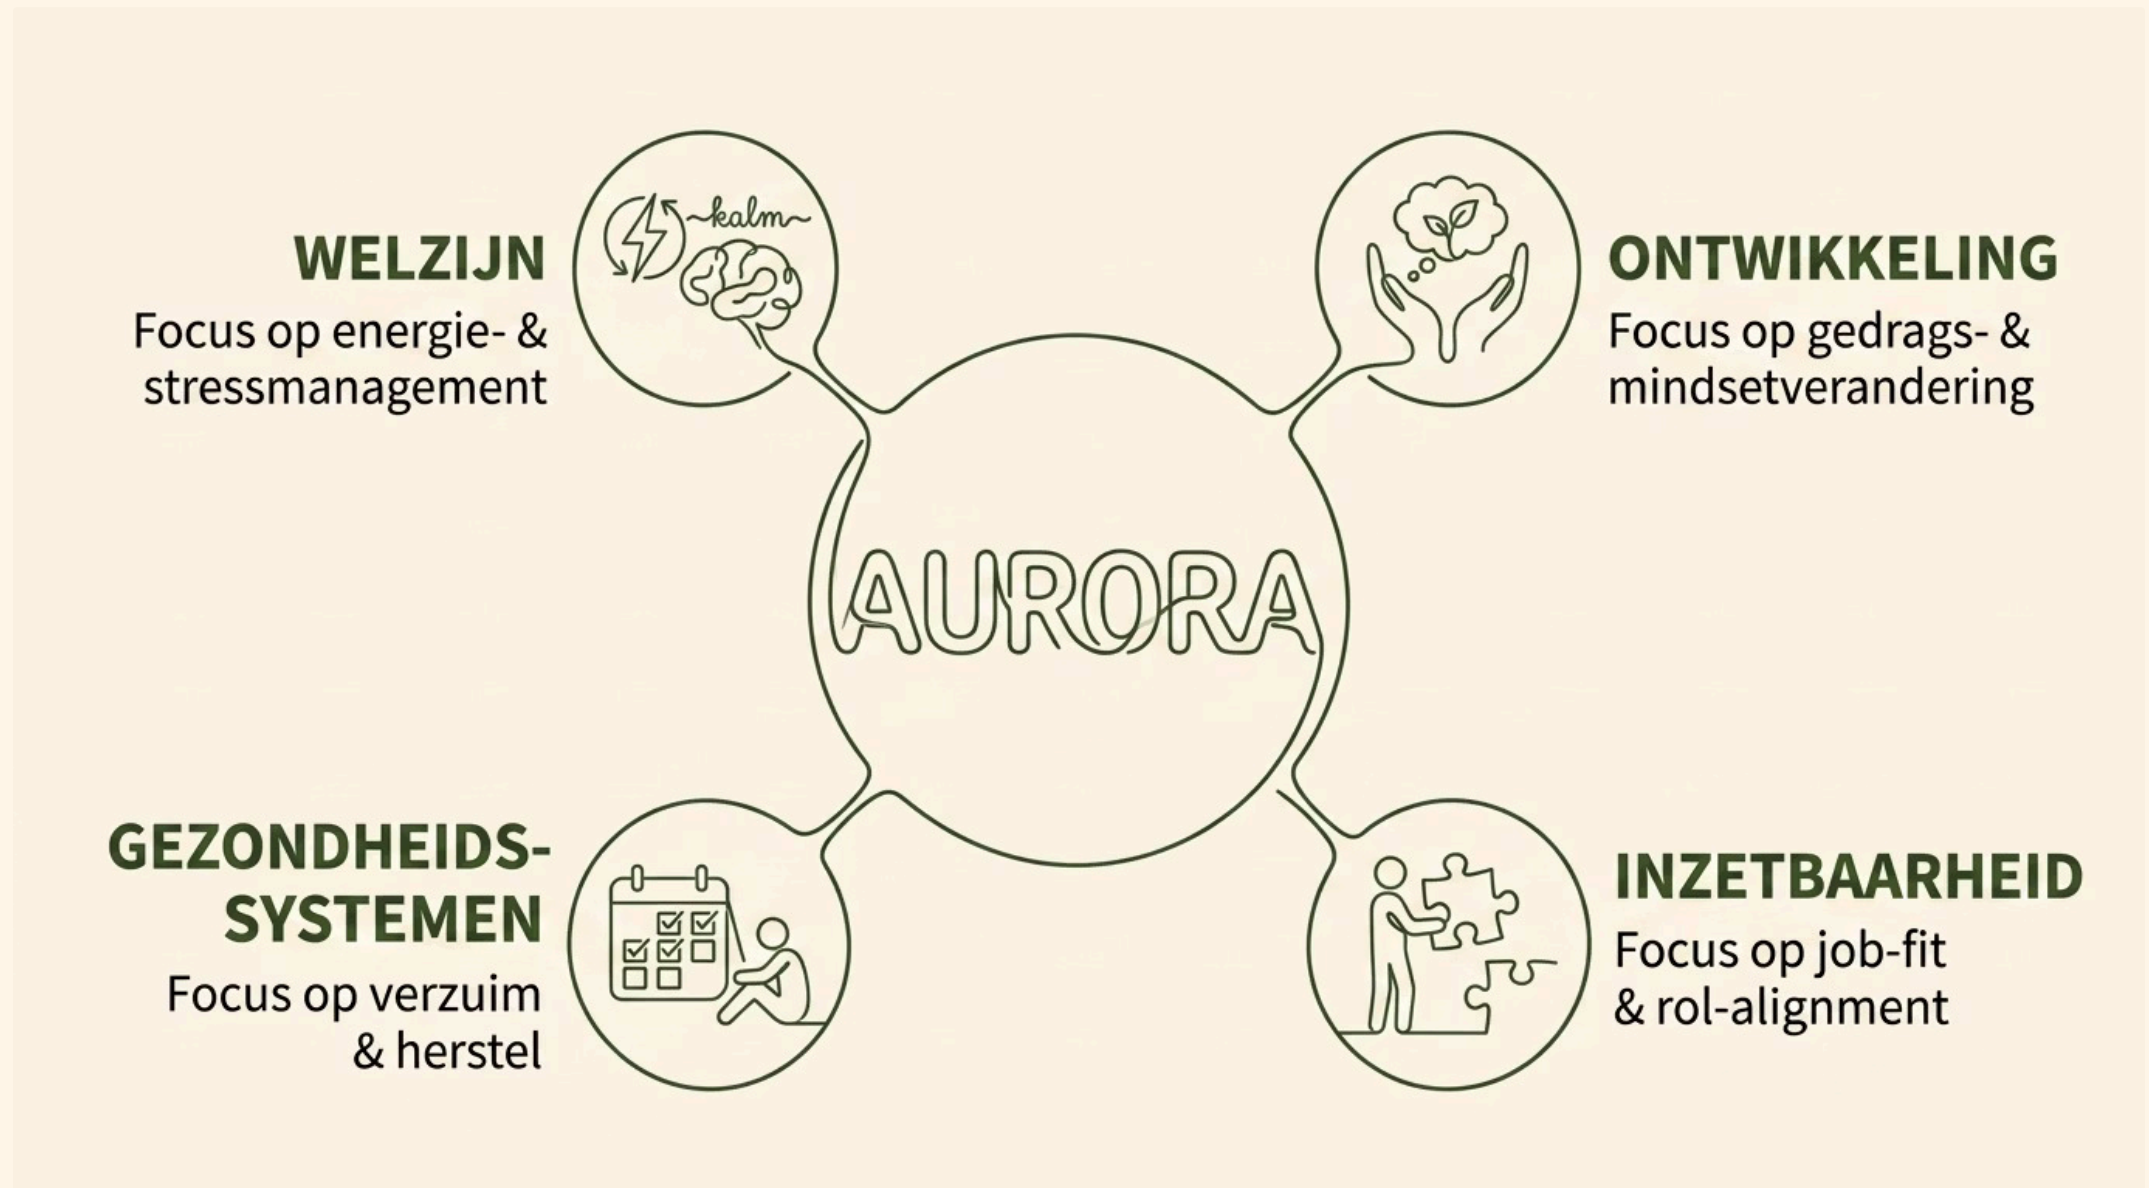 ~kalm~
WELZIJN
Focus op energie- &
stressmanagement
ONTWIKKELING
Focus op gedrags- &
mindsetverandering
AURORA
GEZONDHEIDS-
SYSTEMEN
Focus op verzuim
& herstel
INZETBAARHEID
Focus op job-fit
& rol-alignment